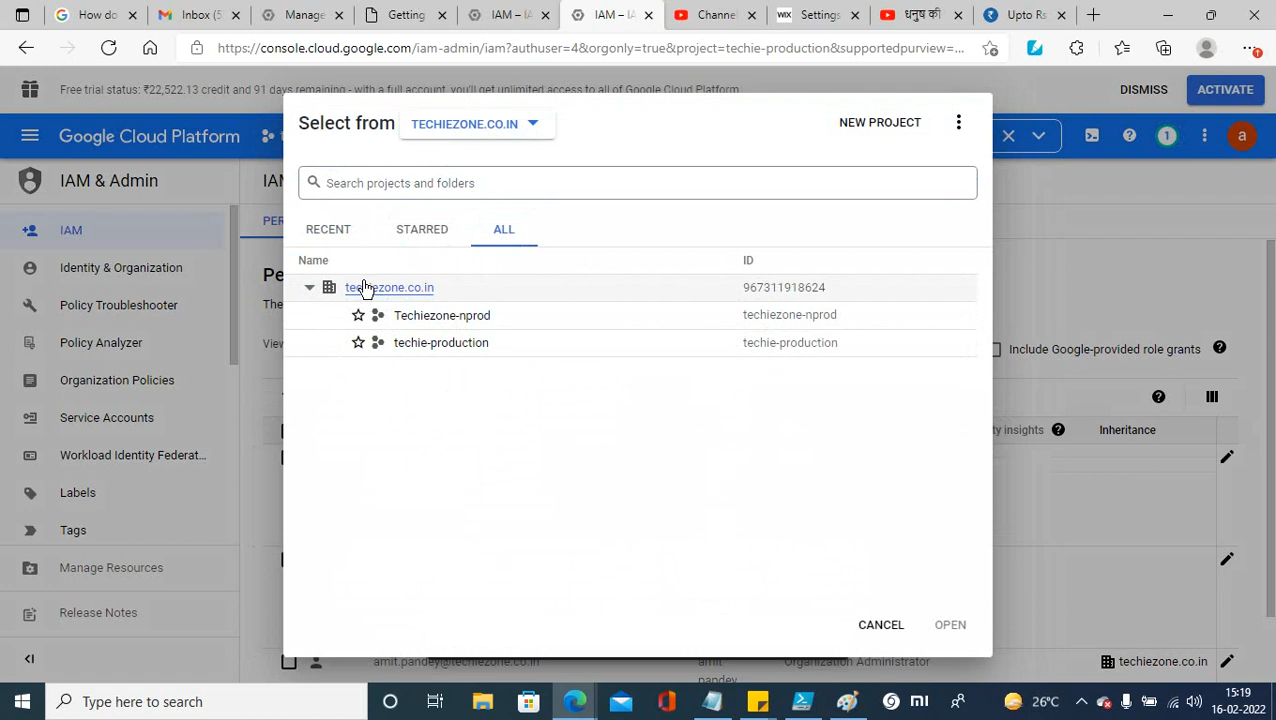 Inbox (5
Manage
Getting
IAM – I
IAM – I
Channel
WIX
Settings
धनुष की
Upto Rs
https://console.cloud.google.com/iam-admin/iam?authuser=4&orgonly=true&project=techie-production&supportedpurview=...
Free trial status: ₹22,522.13 credit and 91 days remaining - with a full account, you'll get unlimited access to all of Google Cloud Platform.
DISMISS
ACTIVATE
Google Cloud Platform
1
a
IAM & Admin
IAM
Identity & Organization
Policy Troubleshooter
Policy Analyzer
Organization Policies
Service Accounts
Workload Identity Federat...
Labels
Tags
Manage Resources
Release Notes
Select from
TECHIEZONE.CO.IN
NEW PROJECT
Search projects and folders
RECENT
STARRED
ALL
Name
ID
techiezone.co.in
967311918624
Techiezone-nprod
techiezone-nprod
techie-production
techie-production
CANCEL
OPEN
Include Google-provided role grants
insights
Inheritance
amit.pandey@techiezone.co.in
amit
pandey
Organization Administrator
techiezone.co.in
Type here to search
26°C
15:19
16-02-2022